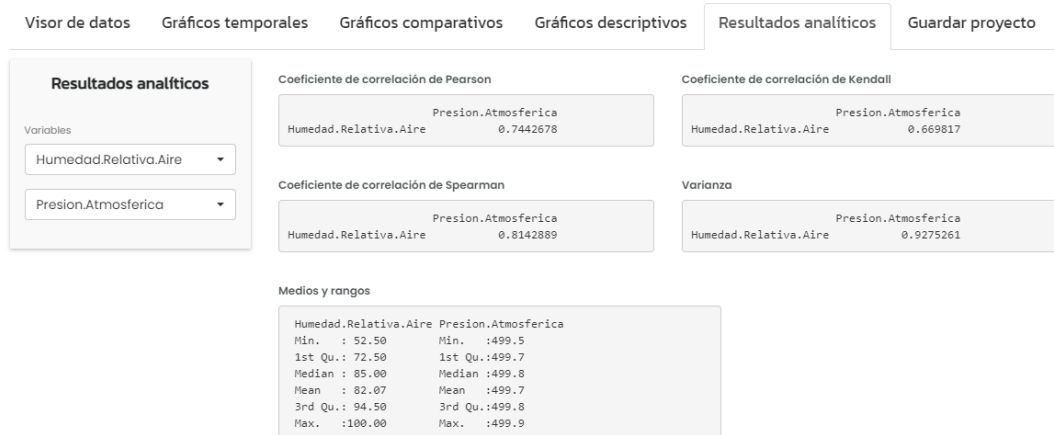 Visor de datos Gráficos temporales Gráficos comparativos Gráficos descriptivos Resultados analíticos Guardar proyecto
Resultados analíticos
Variables
Humedad.Relativa.Aire
Presion.Atmosferica
Coeficiente de correlación de Pearson
Presion.Atmosferica
Humedad.Relativa.Aire 0.7442678
Coeficiente de correlación de Kendall
Presion.Atmosferica
Humedad.Relativa.Aire 0.669817
Coeficiente de correlación de Spearman
Presion.Atmosferica
Humedad.Relativa.Aire 0.8142889
Varianza
Presion.Atmosferica
Humedad.Relativa.Aire 0.9275261
Medios y rangos
Humedad.Relativa.Aire Presion.Atmosferica
Min. : 52.50 Min. :499.5
1st Qu.: 72.50 1st Qu.:499.7
Median : 85.00 Median :499.8
Mean : 82.07 Mean :499.7
3rd Qu.: 94.50 3rd Qu.:499.8
Max. :100.00 Max. :499.9